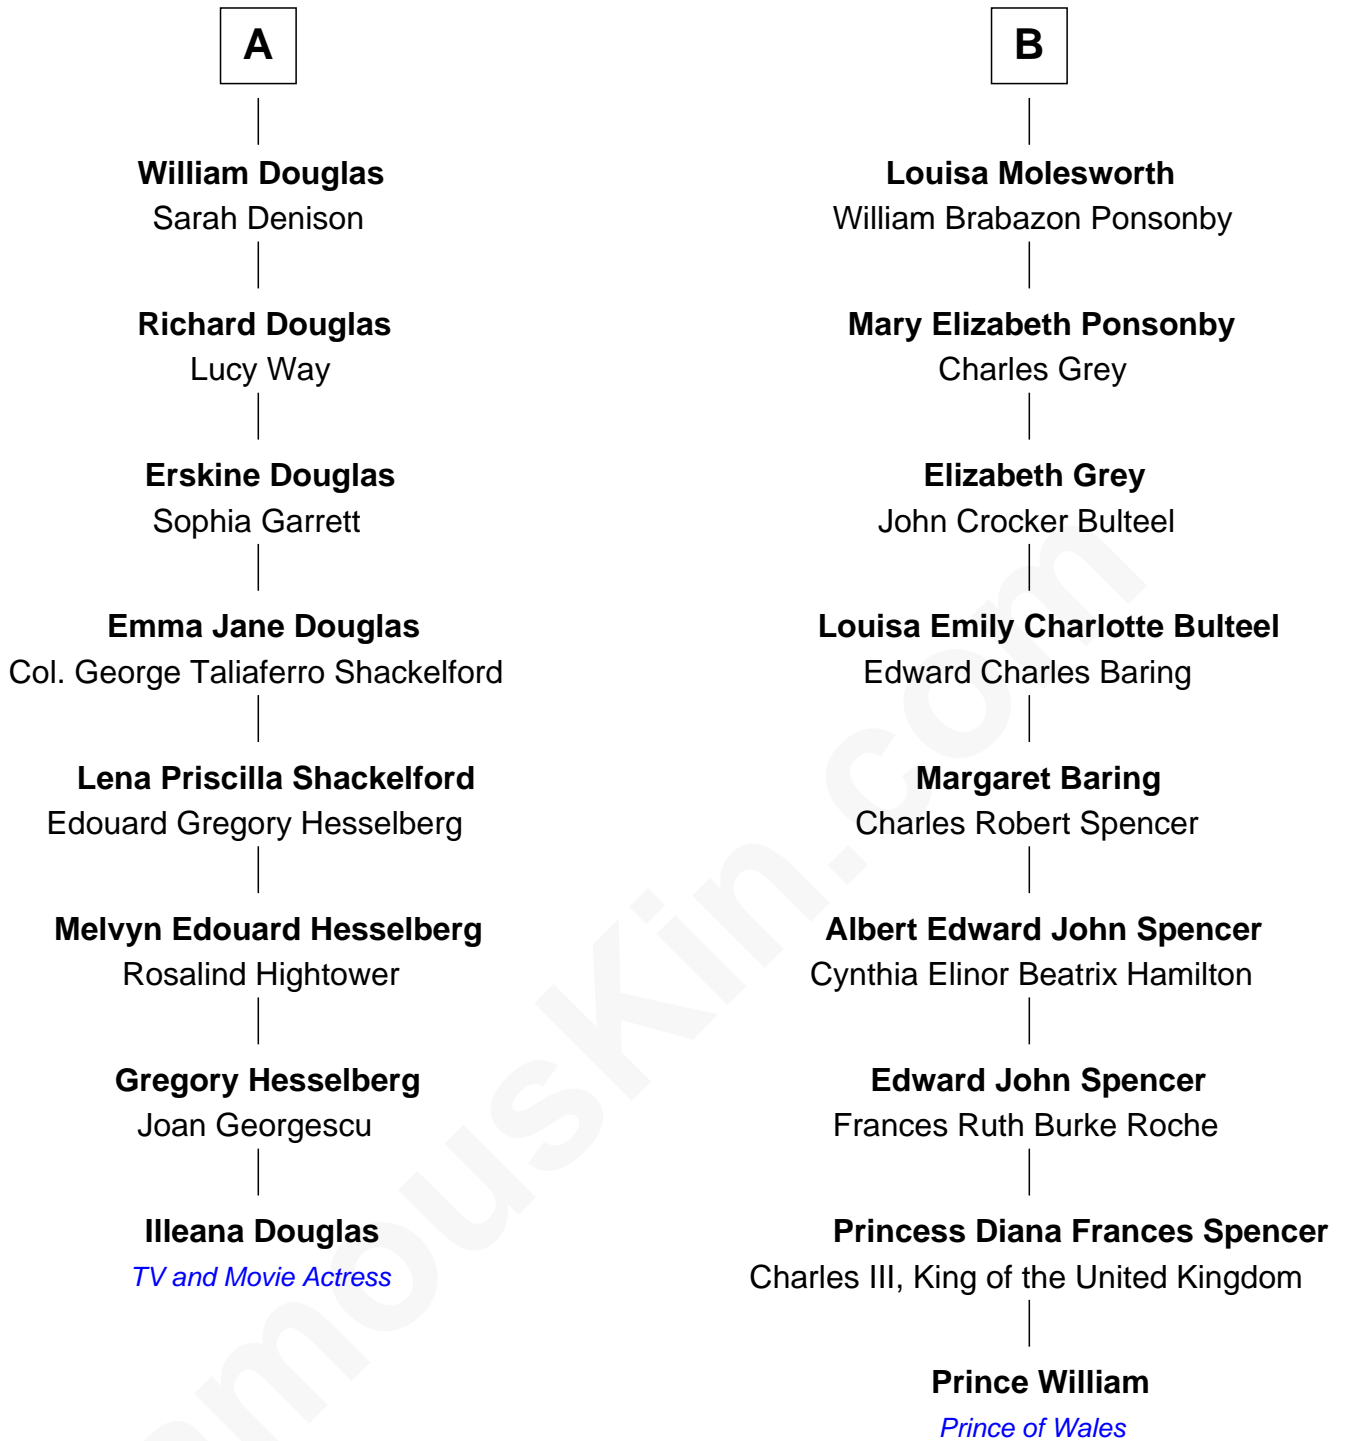 A
William Douglas
Sarah Denison
Richard Douglas
Lucy Way
Erskine Douglas
Sophia Garrett
Emma Jane Douglas
Col. George Taliaferro Shackelford
Lena Priscilla Shackelford
Edouard Gregory Hesselberg
Melvyn Edouard Hesselberg
Rosalind Hightower
Gregory Hesselberg
Joan Georgescu
Illeana Douglas
TV and Movie Actress
B
Louisa Molesworth
William Brabazon Ponsonby
Mary Elizabeth Ponsonby
Charles Grey
Elizabeth Grey
John Crocker Bulteel
Louisa Emily Charlotte Bulteel
Edward Charles Baring
Margaret Baring
Charles Robert Spencer
Albert Edward John Spencer
Cynthia Elinor Beatrix Hamilton
Edward John Spencer
Frances Ruth Burke Roche
Princess Diana Frances Spencer
Charles III, King of the United Kingdom
Prince William
Prince of Wales
amousKin.com